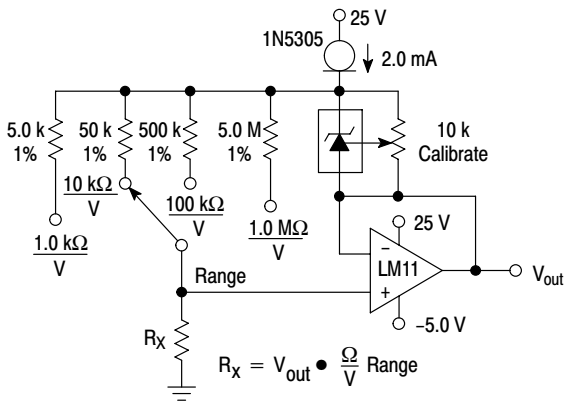 25 V
1N5305
2.0 mA
5.0 k
1%
50 k
1%
500 k
1%
5.0 M
1%
10 k
Calibrate
10 kΩ
V
100 kΩ
V
1.0 kΩ
V
1.0 MΩ
V
25 V
–
LM11
+
Vout
Range
–5.0 V
RX
RX = Vout • Ω/V Range